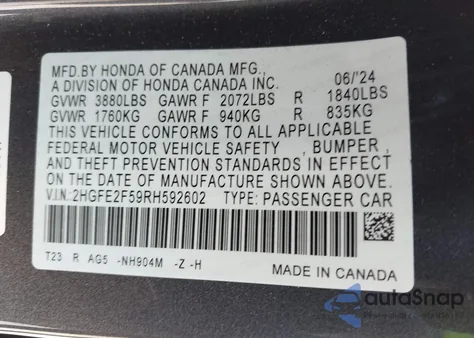 MFD.BY HONDA OF CANADA MFG.,
A DIVISION OF HONDA CANADA INC. 06/'24
GVWR 3880LBS GAWR F 2072LBS R 1840LBS
GVWR 1760KG GAWR F 940KG R 835KG
THIS VEHICLE CONFORMS TO ALL APPLICABLE
FEDERAL MOTOR VEHICLE SAFETY , BUMPER ,
AND THEFT PREVENTION STANDARDS IN EFFECT
ON THE DATE OF MANUFACTURE SHOWN ABOVE.
V.I.N: 2HGFE2F59RH592602 TYPE: PASSENGER CAR
T23 R AG5 -NH904M -Z -H
MADE IN CANADA
autoSnap